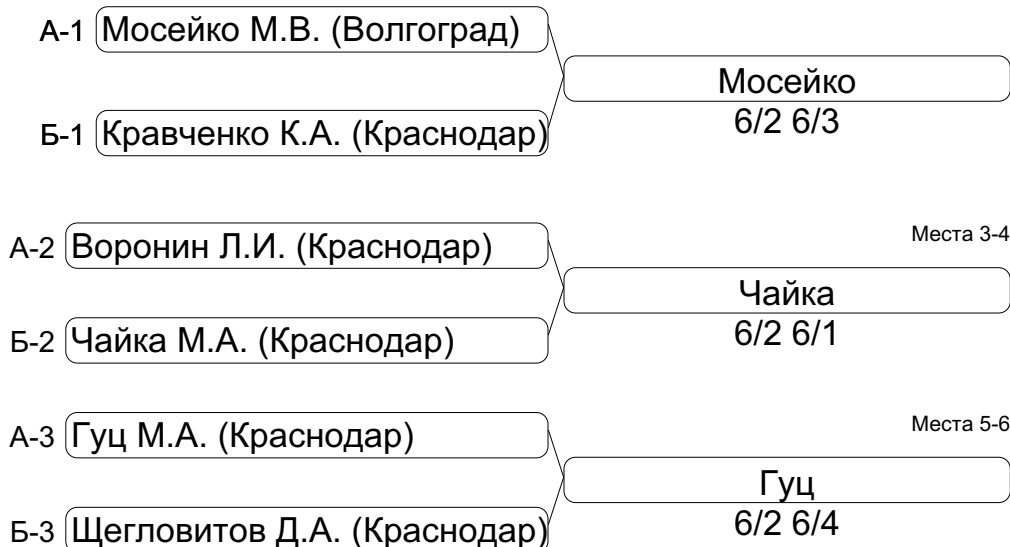 А-1 Мосейко М.В. (Волгоград)
Мосейко
Б-1 Кравченко К.А. (Краснодар)
6/2 6/3
Места 3-4
А-2 Воронин Л.И. (Краснодар)
Чайка
Б-2 Чайка М.А. (Краснодар)
6/2 6/1
Места 5-6
А-3 Гуц М.А. (Краснодар)
Гуц
Б-3 Щегловитов Д.А. (Краснодар)
6/2 6/4